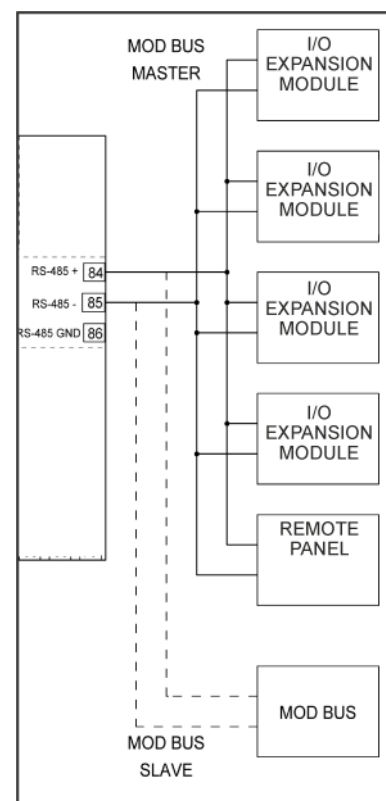 MOD BUS
MASTER
I/O
EXPANSION
MODULE
I/O
EXPANSION
MODULE
RS-485 + 84
RS-485 - 85
RS-485 GND 86
I/O
EXPANSION
MODULE
I/O
EXPANSION
MODULE
REMOTE
PANEL
MOD BUS
MOD BUS
SLAVE